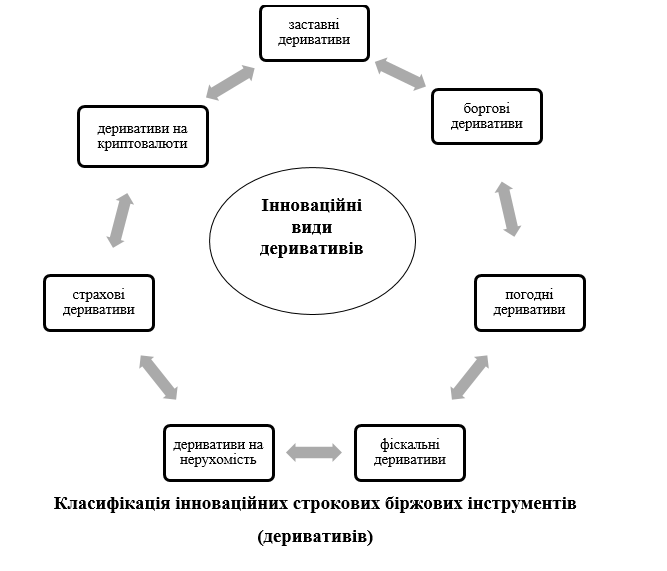 заставні
деривативи
боргові
деривативи
погодні
деривативи
фіскальні
деривативи
деривативи на
нерухомість
страхові
деривативи
деривативи на
криптовалюти
Інноваційні
види
деривативів
Класифікація інноваційних строкових біржових інструментів
(деривативів)